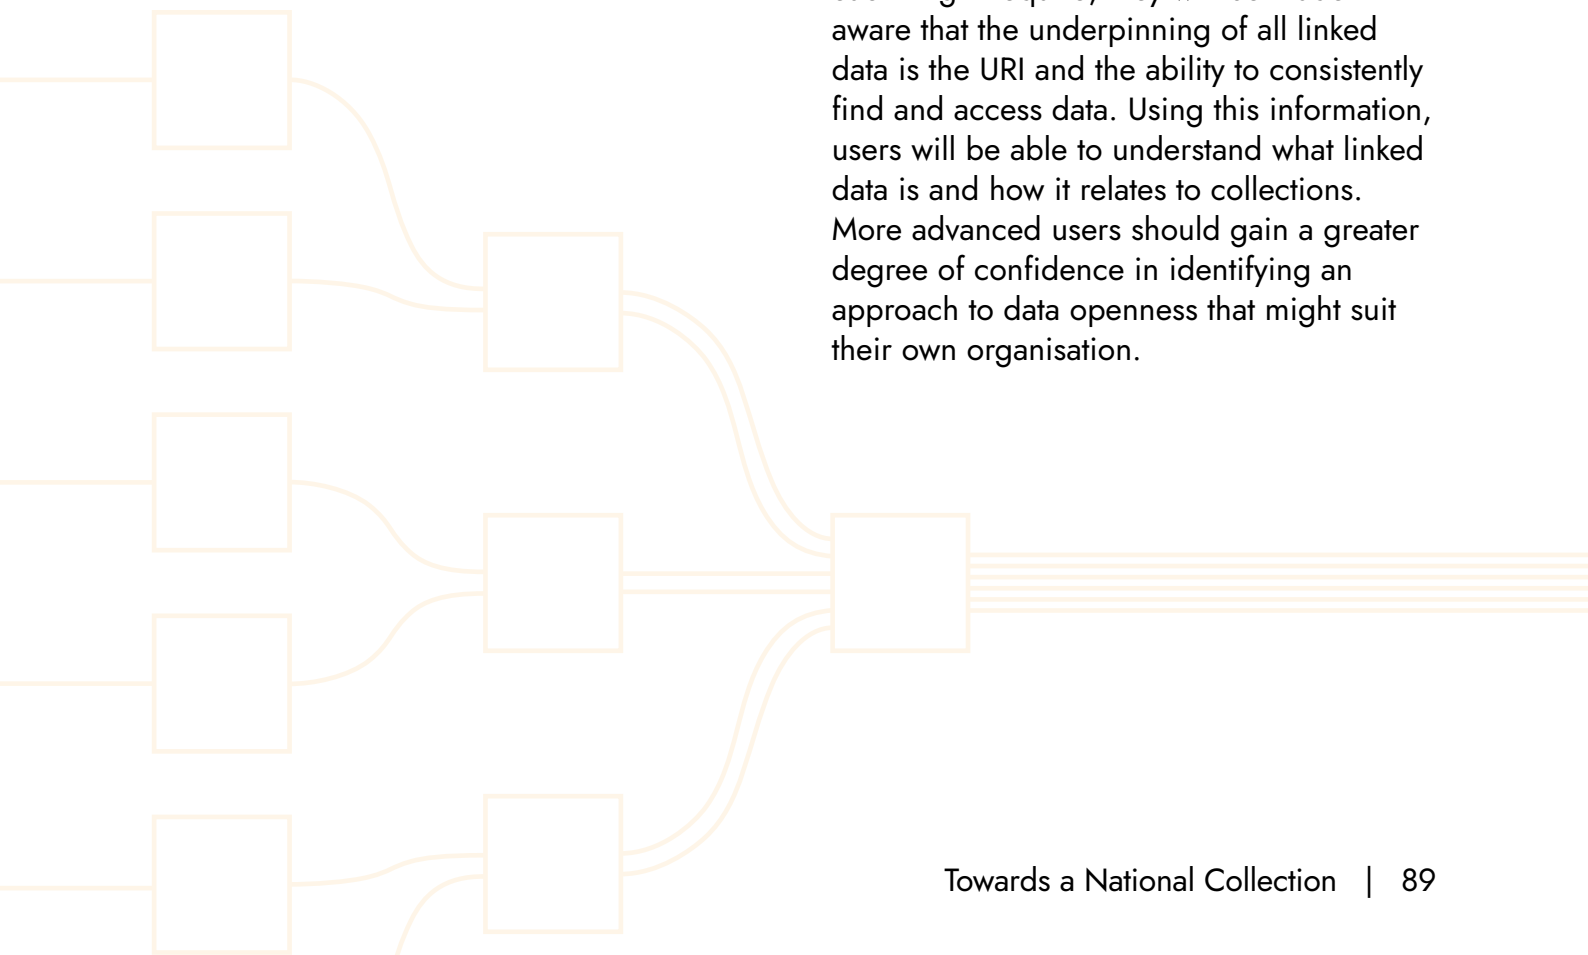 aware that the underpinning of all linked
data is the URI and the ability to consistently
find and access data. Using this information,
users will be able to understand what linked
data is and how it relates to collections.
More advanced users should gain a greater
degree of confidence in identifying an
approach to data openness that might suit
their own organisation.
Towards a National Collection | 89